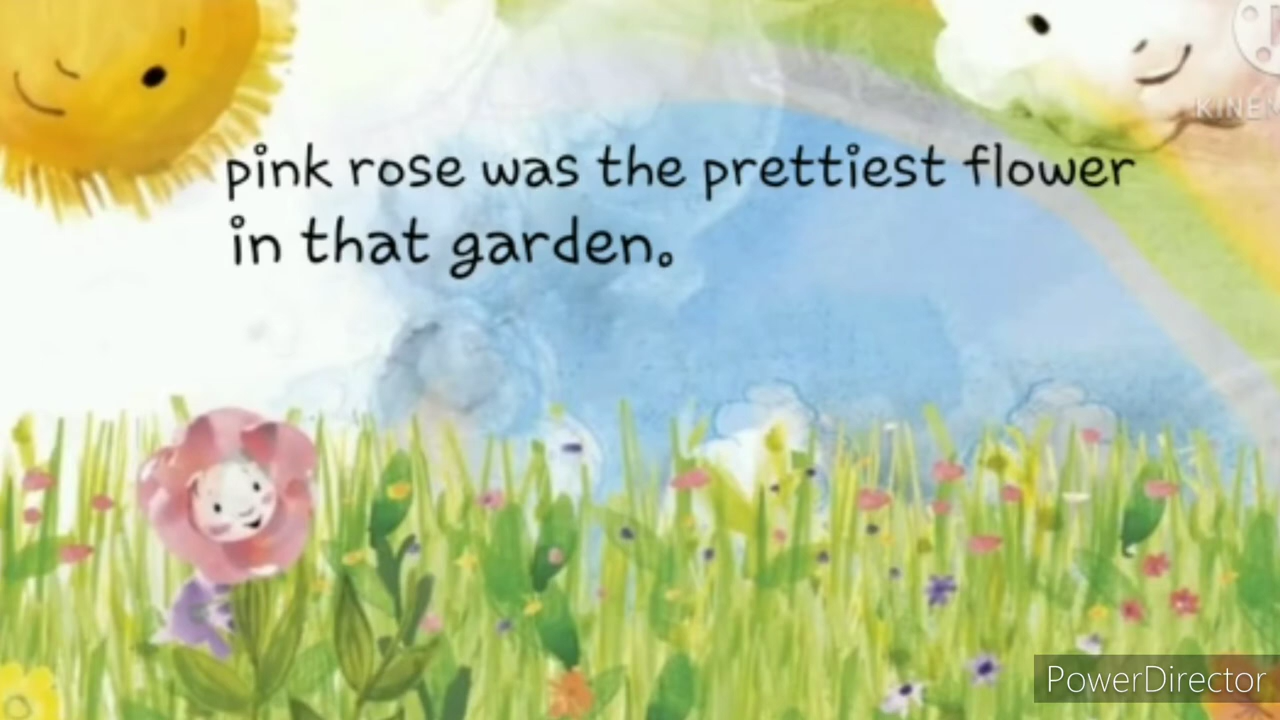 pink rose was the prettiest flower
in that garden.
PowerDirector